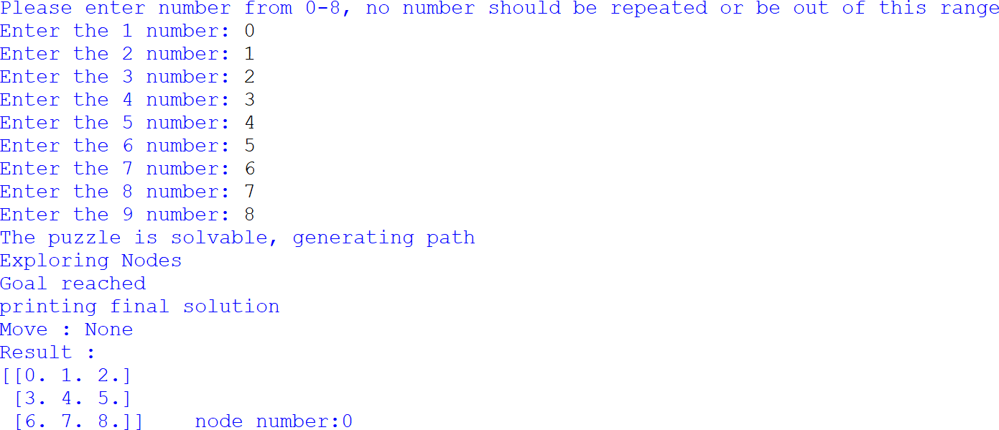 Please enter number from 0-8, no number should be repeated or be out of this range
Enter the 1 number: 0
Enter the 2 number: 1
Enter the 3 number: 2
Enter the 4 number: 3
Enter the 5 number: 4
Enter the 6 number: 5
Enter the 7 number: 6
Enter the 8 number: 7
Enter the 9 number: 8
The puzzle is solvable, generating path
Exploring Nodes
Goal reached
printing final solution
Move : None
Result :
[[0. 1. 2.]
 [3. 4. 5.]
 [6. 7. 8.]]    node number:0